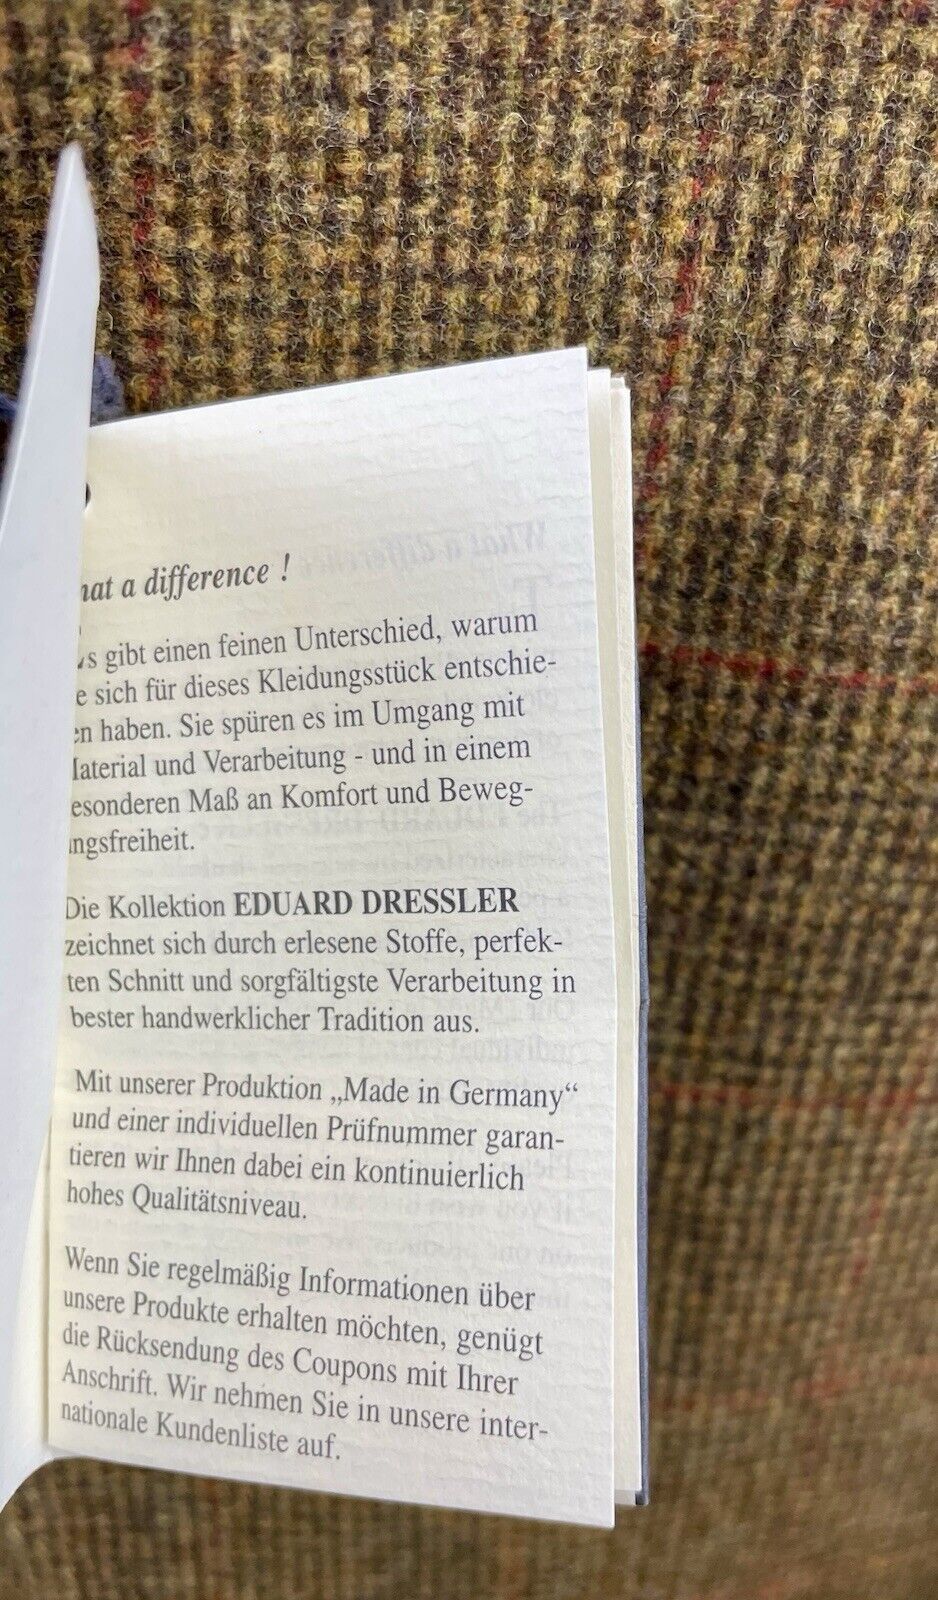 hat a difference !
s gibt einen feinen Unterschied, warum
e sich für dieses Kleidungsstück entschie-
en haben. Sie spüren es im Umgang mit
aterial und Verarbeitung - und in einem
esonderen Maß an Komfort und Beweg-
ngsfreiheit.
Die Kollektion EDUARD DRESSLER
zeichnet sich durch erlesene Stoffe, perfek-
ten Schnitt und sorgfältigste Verarbeitung in
bester handwerklicher Tradition aus.
Mit unserer Produktion „Made in Germany“
und einer individuellen Prüfnummer garan-
tieren wir Ihnen dabei ein kontinuierlich
hohes Qualitätsniveau.
Wenn Sie regelmäßig Informationen über
unsere Produkte erhalten möchten, genügt
die Rücksendung des Coupons mit Ihrer
Anschrift. Wir nehmen Sie in unsere inter-
nationale Kundenliste auf.